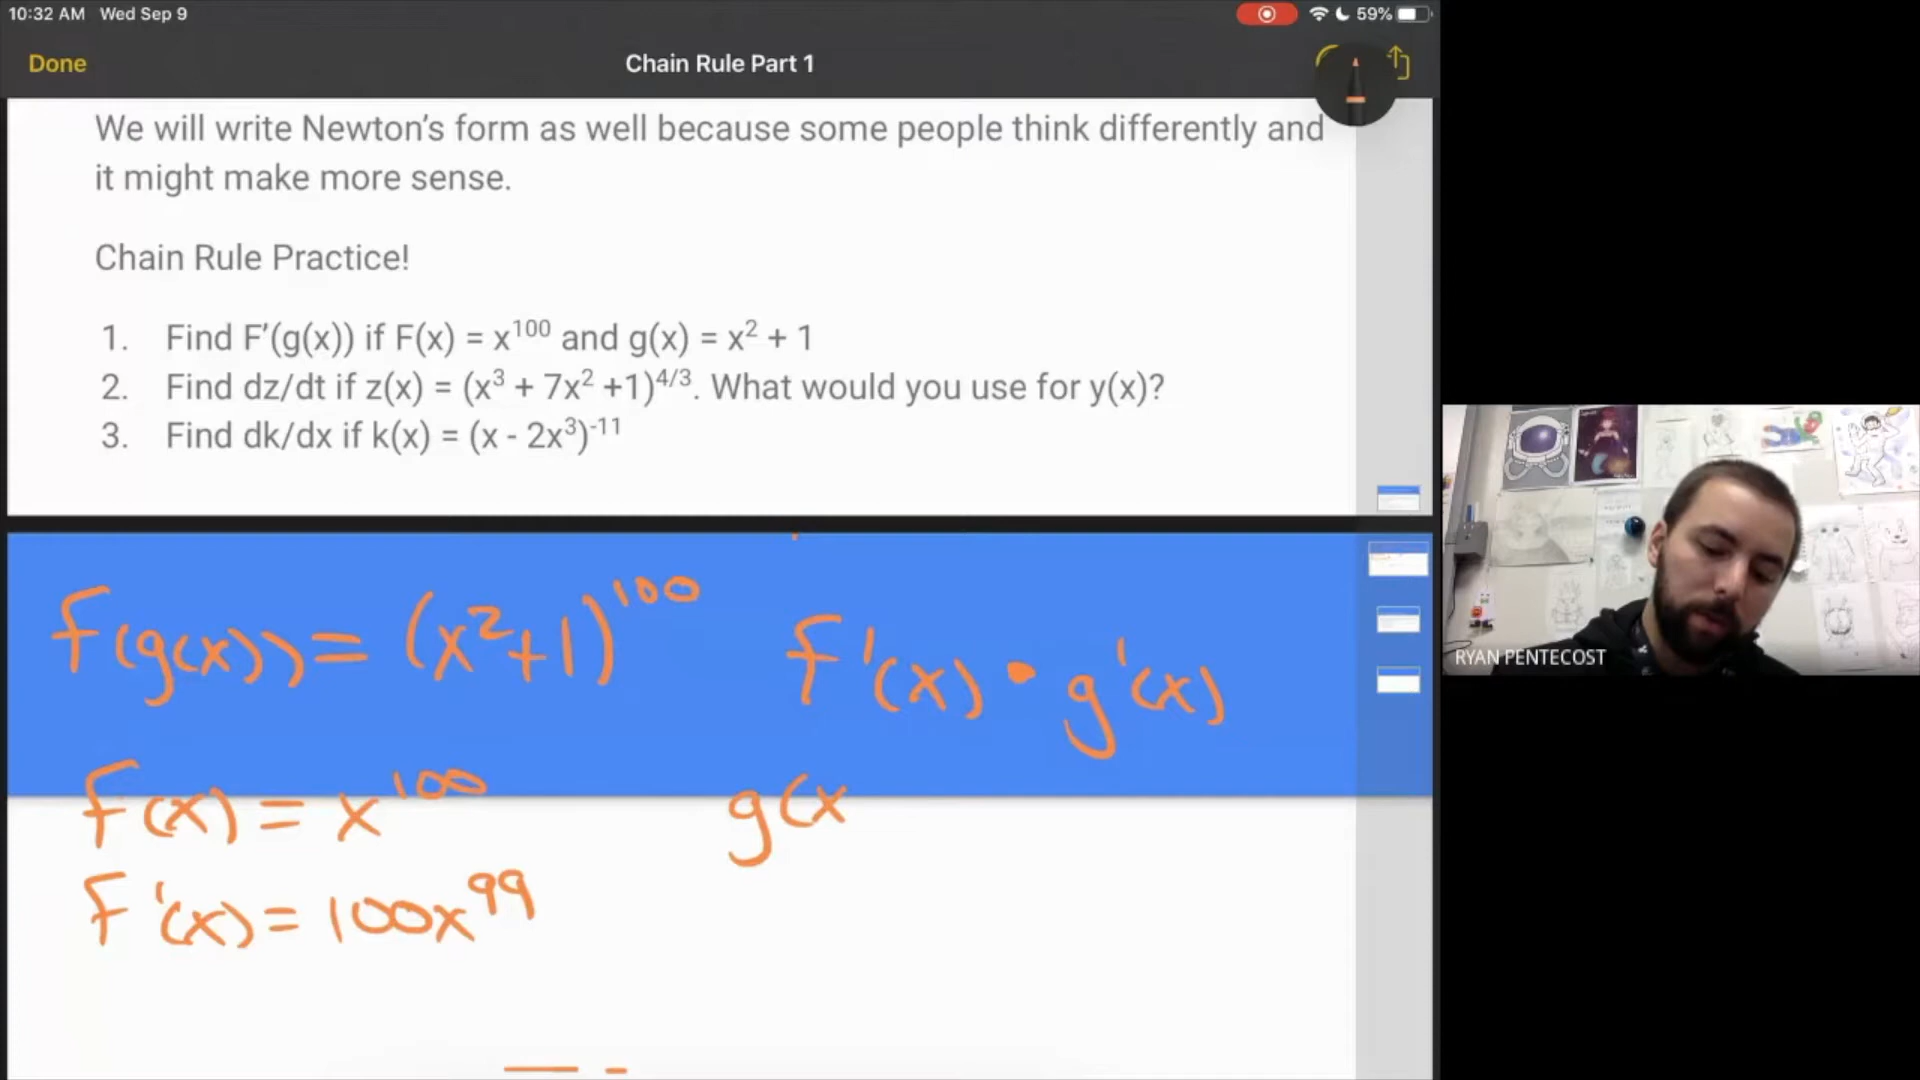 10:32 AM Wed Sep 9 59%
Done Chain Rule Part 1
We will write Newton’s form as well because some people think differently and
it might make more sense.
Chain Rule Practice!
1. Find F’(g(x)) if F(x) = x¹⁰⁰ and g(x) = x² + 1
2. Find dz/dt if z(x) = (x³ + 7x² +1)⁴ᐟ³. What would you use for y(x)?
3. Find dk/dx if k(x) = (x - 2x³)⁻¹¹
F(g(x)) = (x²+1)¹⁰⁰
F'(x) • g'(x)
F(x) = x¹⁰⁰
g(x
F'(x) = 100x⁹⁹
RYAN PENTECOST